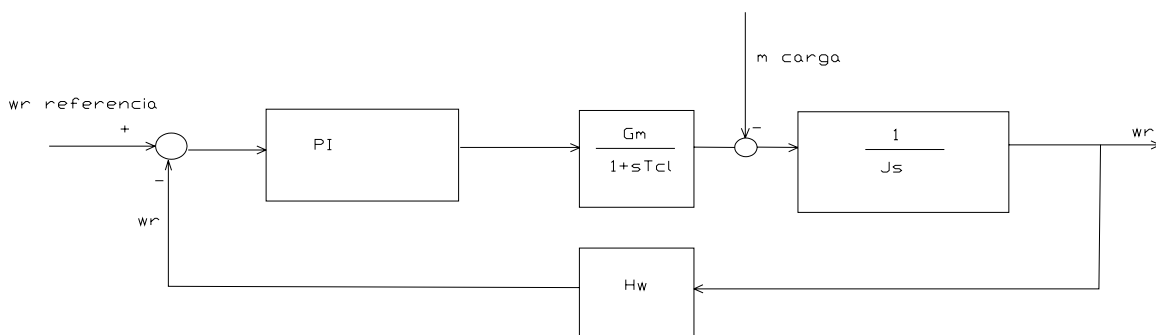 m carga
wr referencia
+
-
PI
Gm
1+sTcl
-
1
Js
wr
wr
Hw